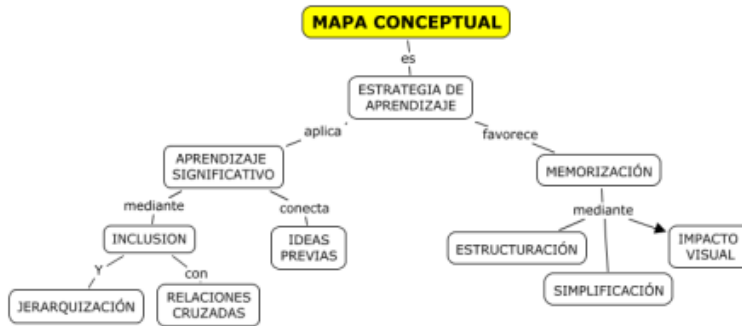 MAPA CONCEPTUAL
es
ESTRATEGIA DE
APRENDIZAJE
aplica
favorece
APRENDIZAJE
SIGNIFICATIVO
MEMORIZACIÓN
mediante
conecta
mediante
INCLUSION
IDEAS
PREVIAS
ESTRUCTURACIÓN
IMPACTO
VISUAL
Y
con
SIMPLIFICACIÓN
JERARQUIZACIÓN
RELACIONES
CRUZADAS